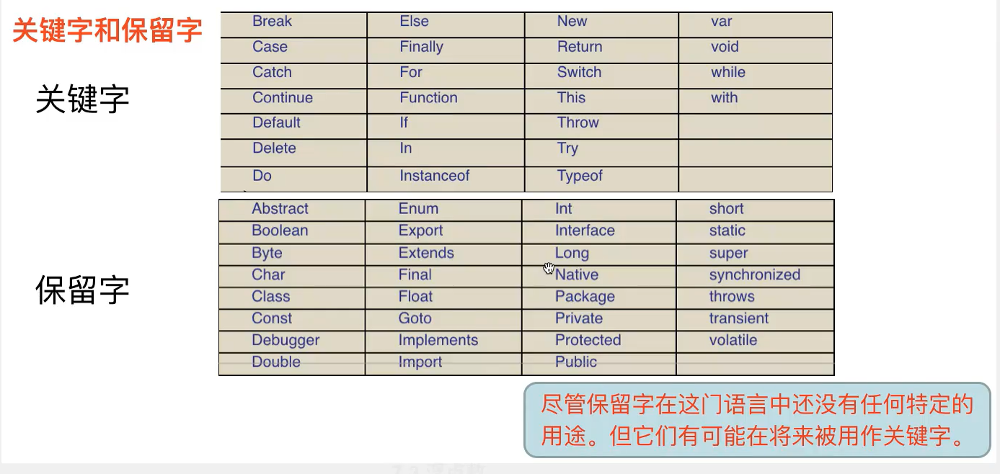 关键字和保留字
关键字
Break Else New var
Case Finally Return void
Catch For Switch while
Continue Function This with
Default If Throw
Delete In Try
Do Instanceof Typeof
保留字
Abstract Enum Int short
Boolean Export Interface static
Byte Extends Long super
Char Final Native synchronized
Class Float Package throws
Const Goto Private transient
Debugger Implements Protected volatile
Double Import Public
尽管保留字在这门语言中还没有任何特定的
用途。但它们有可能在将来被用作关键字。